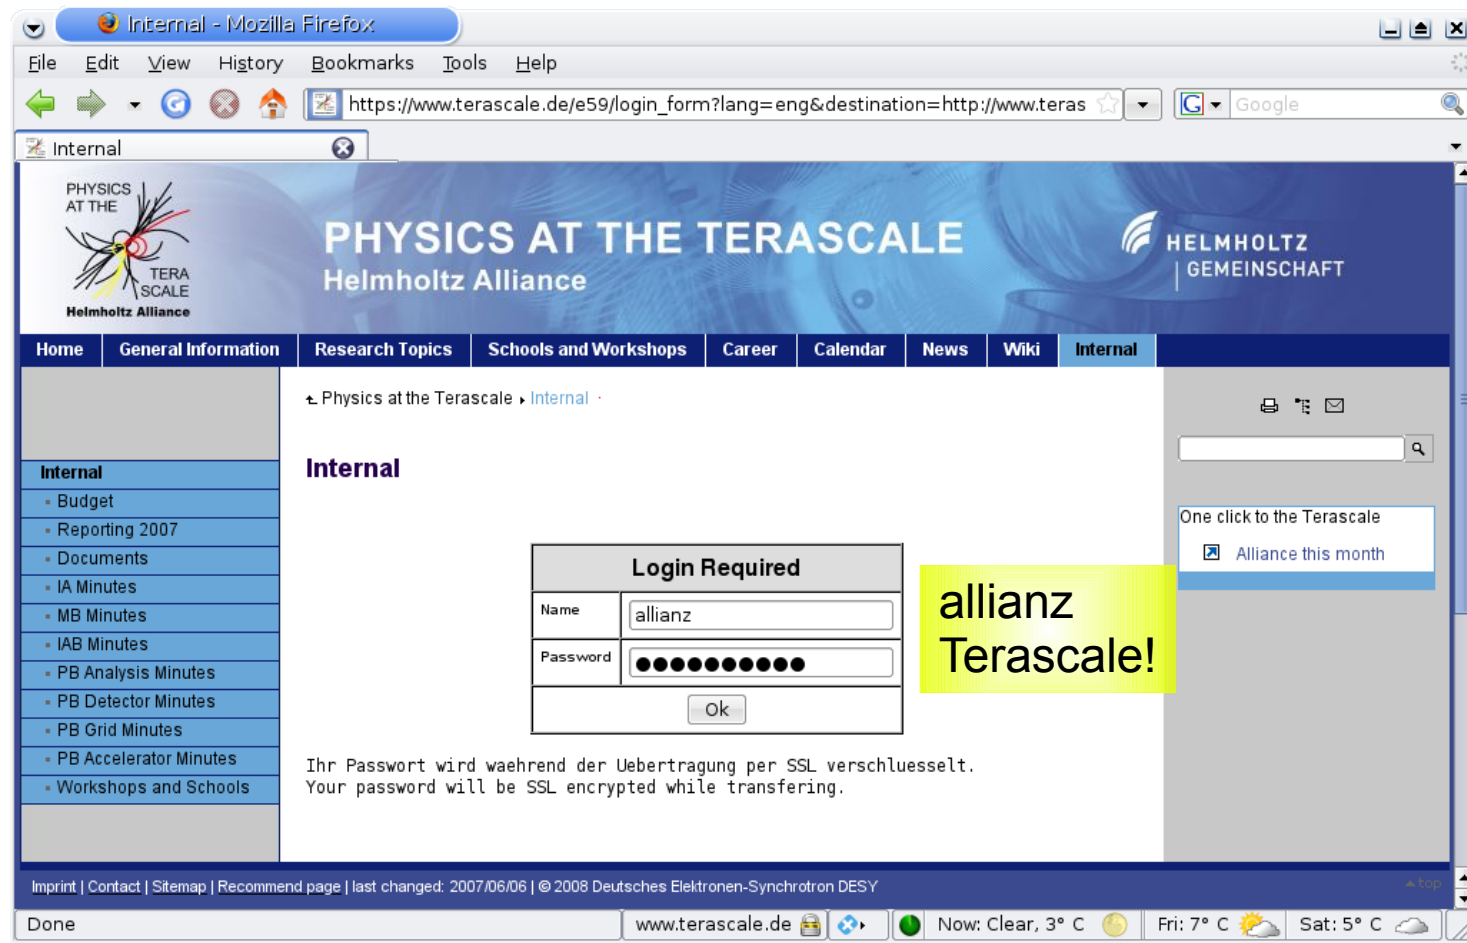 Internal - Mozilla Firefox
File Edit View History Bookmarks Tools Help
https://www.terascale.de/e59/login_form?lang=eng&destination=http://www.teras
G Google
Internal
PHYSICS
AT THE
TERA
SCALE
Helmholtz Alliance
PHYSICS AT THE TERASCALE
Helmholtz Alliance
HELMHOLTZ
| GEMEINSCHAFT
Home General Information Research Topics Schools and Workshops Career Calendar News Wiki Internal
Physics at the Terascale Internal
Internal
Budget
Reporting 2007
Documents
IA Minutes
MB Minutes
IAB Minutes
PB Analysis Minutes
PB Detector Minutes
PB Grid Minutes
PB Accelerator Minutes
Workshops and Schools
Internal
Login Required
Name allianz
Password ●●●●●●●●●●
Ok
allianz
Terascale!
Ihr Passwort wird waehrend der Uebertragung per SSL verschluesselt.
Your password will be SSL encrypted while transfering.
One click to the Terascale
Alliance this month
Imprint | Contact | Sitemap | Recommend page | last changed: 2007/06/06 | © 2008 Deutsches Elektronen-Synchrotron DESY
top
Done www.terascale.de Now: Clear, 3° C Fri: 7° C Sat: 5° C